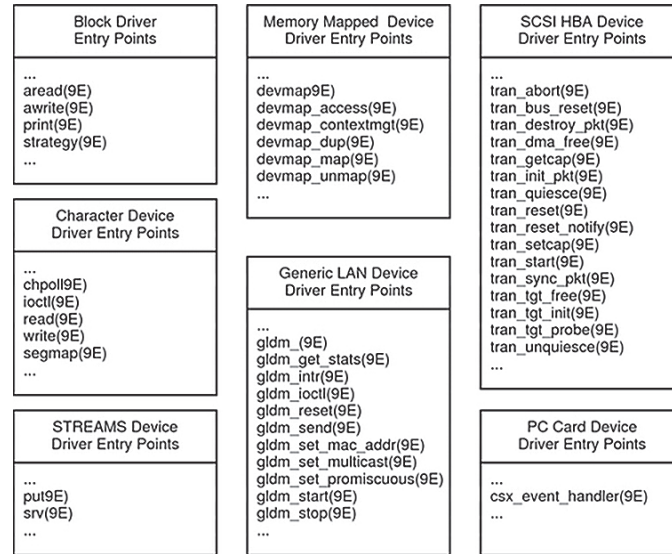 Block Driver
Entry Points
...
aread(9E)
awrite(9E)
print(9E)
strategy(9E)
...
Character Device
Driver Entry Points
...
chpoll9E)
ioctl(9E)
read(9E)
write(9E)
segmap(9E)
...
STREAMS Device
Driver Entry Points
...
put9E)
srv(9E)
...
Memory Mapped Device
Driver Entry Points
...
devmap9E)
devmap_access(9E)
devmap_contextmgt(9E)
devmap_dup(9E)
devmap_map(9E)
devmap_unmap(9E)
...
Generic LAN Device
Driver Entry Points
...
gldm_(9E)
gldm_get_stats(9E)
gldm_intr(9E)
gldm_ioctl(9E)
gldm_reset(9E)
gldm_send(9E)
gldm_set_mac_addr(9E)
gldm_set_multicast(9E)
gldm_set_promiscuous(9E)
gldm_start(9E)
gldm_stop(9E)
...
SCSI HBA Device
Driver Entry Points
...
tran_abort(9E)
tran_bus_reset(9E)
tran_destroy_pkt(9E)
tran_dma_free(9E)
tran_getcap(9E)
tran_init_pkt(9E)
tran_quiesce(9E)
tran_reset(9E)
tran_reset_notify(9E)
tran_setcap(9E)
tran_start(9E)
tran_sync_pkt(9E)
tran_tgt_free(9E)
tran_tgt_init(9E)
tran_tgt_probe(9E)
tran_unquiesce(9E)
...
PC Card Device
Driver Entry Points
...
csx_event_handler(9E)
...